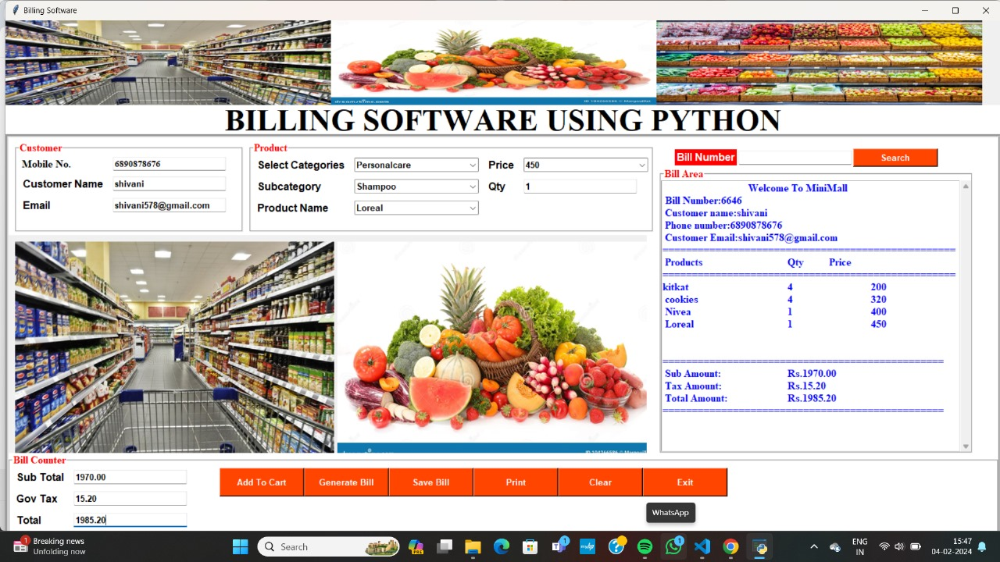 Billing Software
dreamstime.com
BILLING SOFTWARE USING PYTHON
Customer
Mobile No. 6890878676
Customer Name shivani
Email shivani578@gmail.com
Product
Select Categories Personalcare Price 450
Subcategory Shampoo Qty 1
Product Name Loreal
Bill Number Search
Bill Area
Welcome To MiniMall
Bill Number:6646
Customer name:shivani
Phone number:6890878676
Customer Email:shivani578@gmail.com
===============================================
Products Qty Price
===============================================
kitkat 4 200
cookies 4 320
Nivea 1 400
Loreal 1 450
=============================================
Sub Amount: Rs.1970.00
Tax Amount: Rs.15.20
Total Amount: Rs.1985.20
=============================================
Bill Counter
Sub Total 1970.00
Gov Tax 15.20
Total 1985.20
Add To Cart Generate Bill Save Bill Print Clear Exit
WhatsApp
1 Breaking news
Unfolding now
Search
PRE
1
1
ENG
IN
15:47
04-02-2024